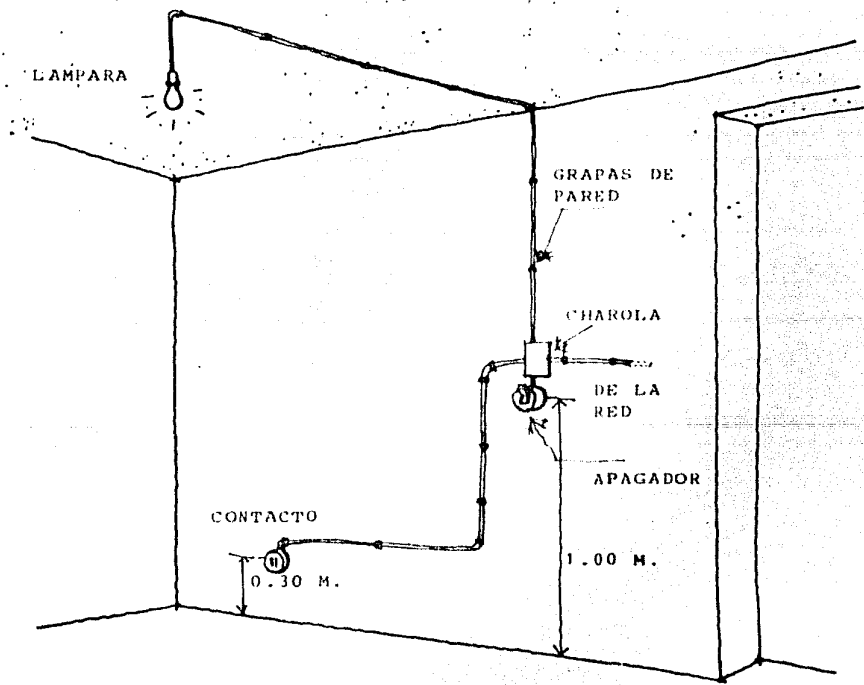 LAMPARA
GRAPAS DE
PARED
CHAROLA
DE LA
RED
APAGADOR
CONTACTO
1.00 M.
0.30 M.